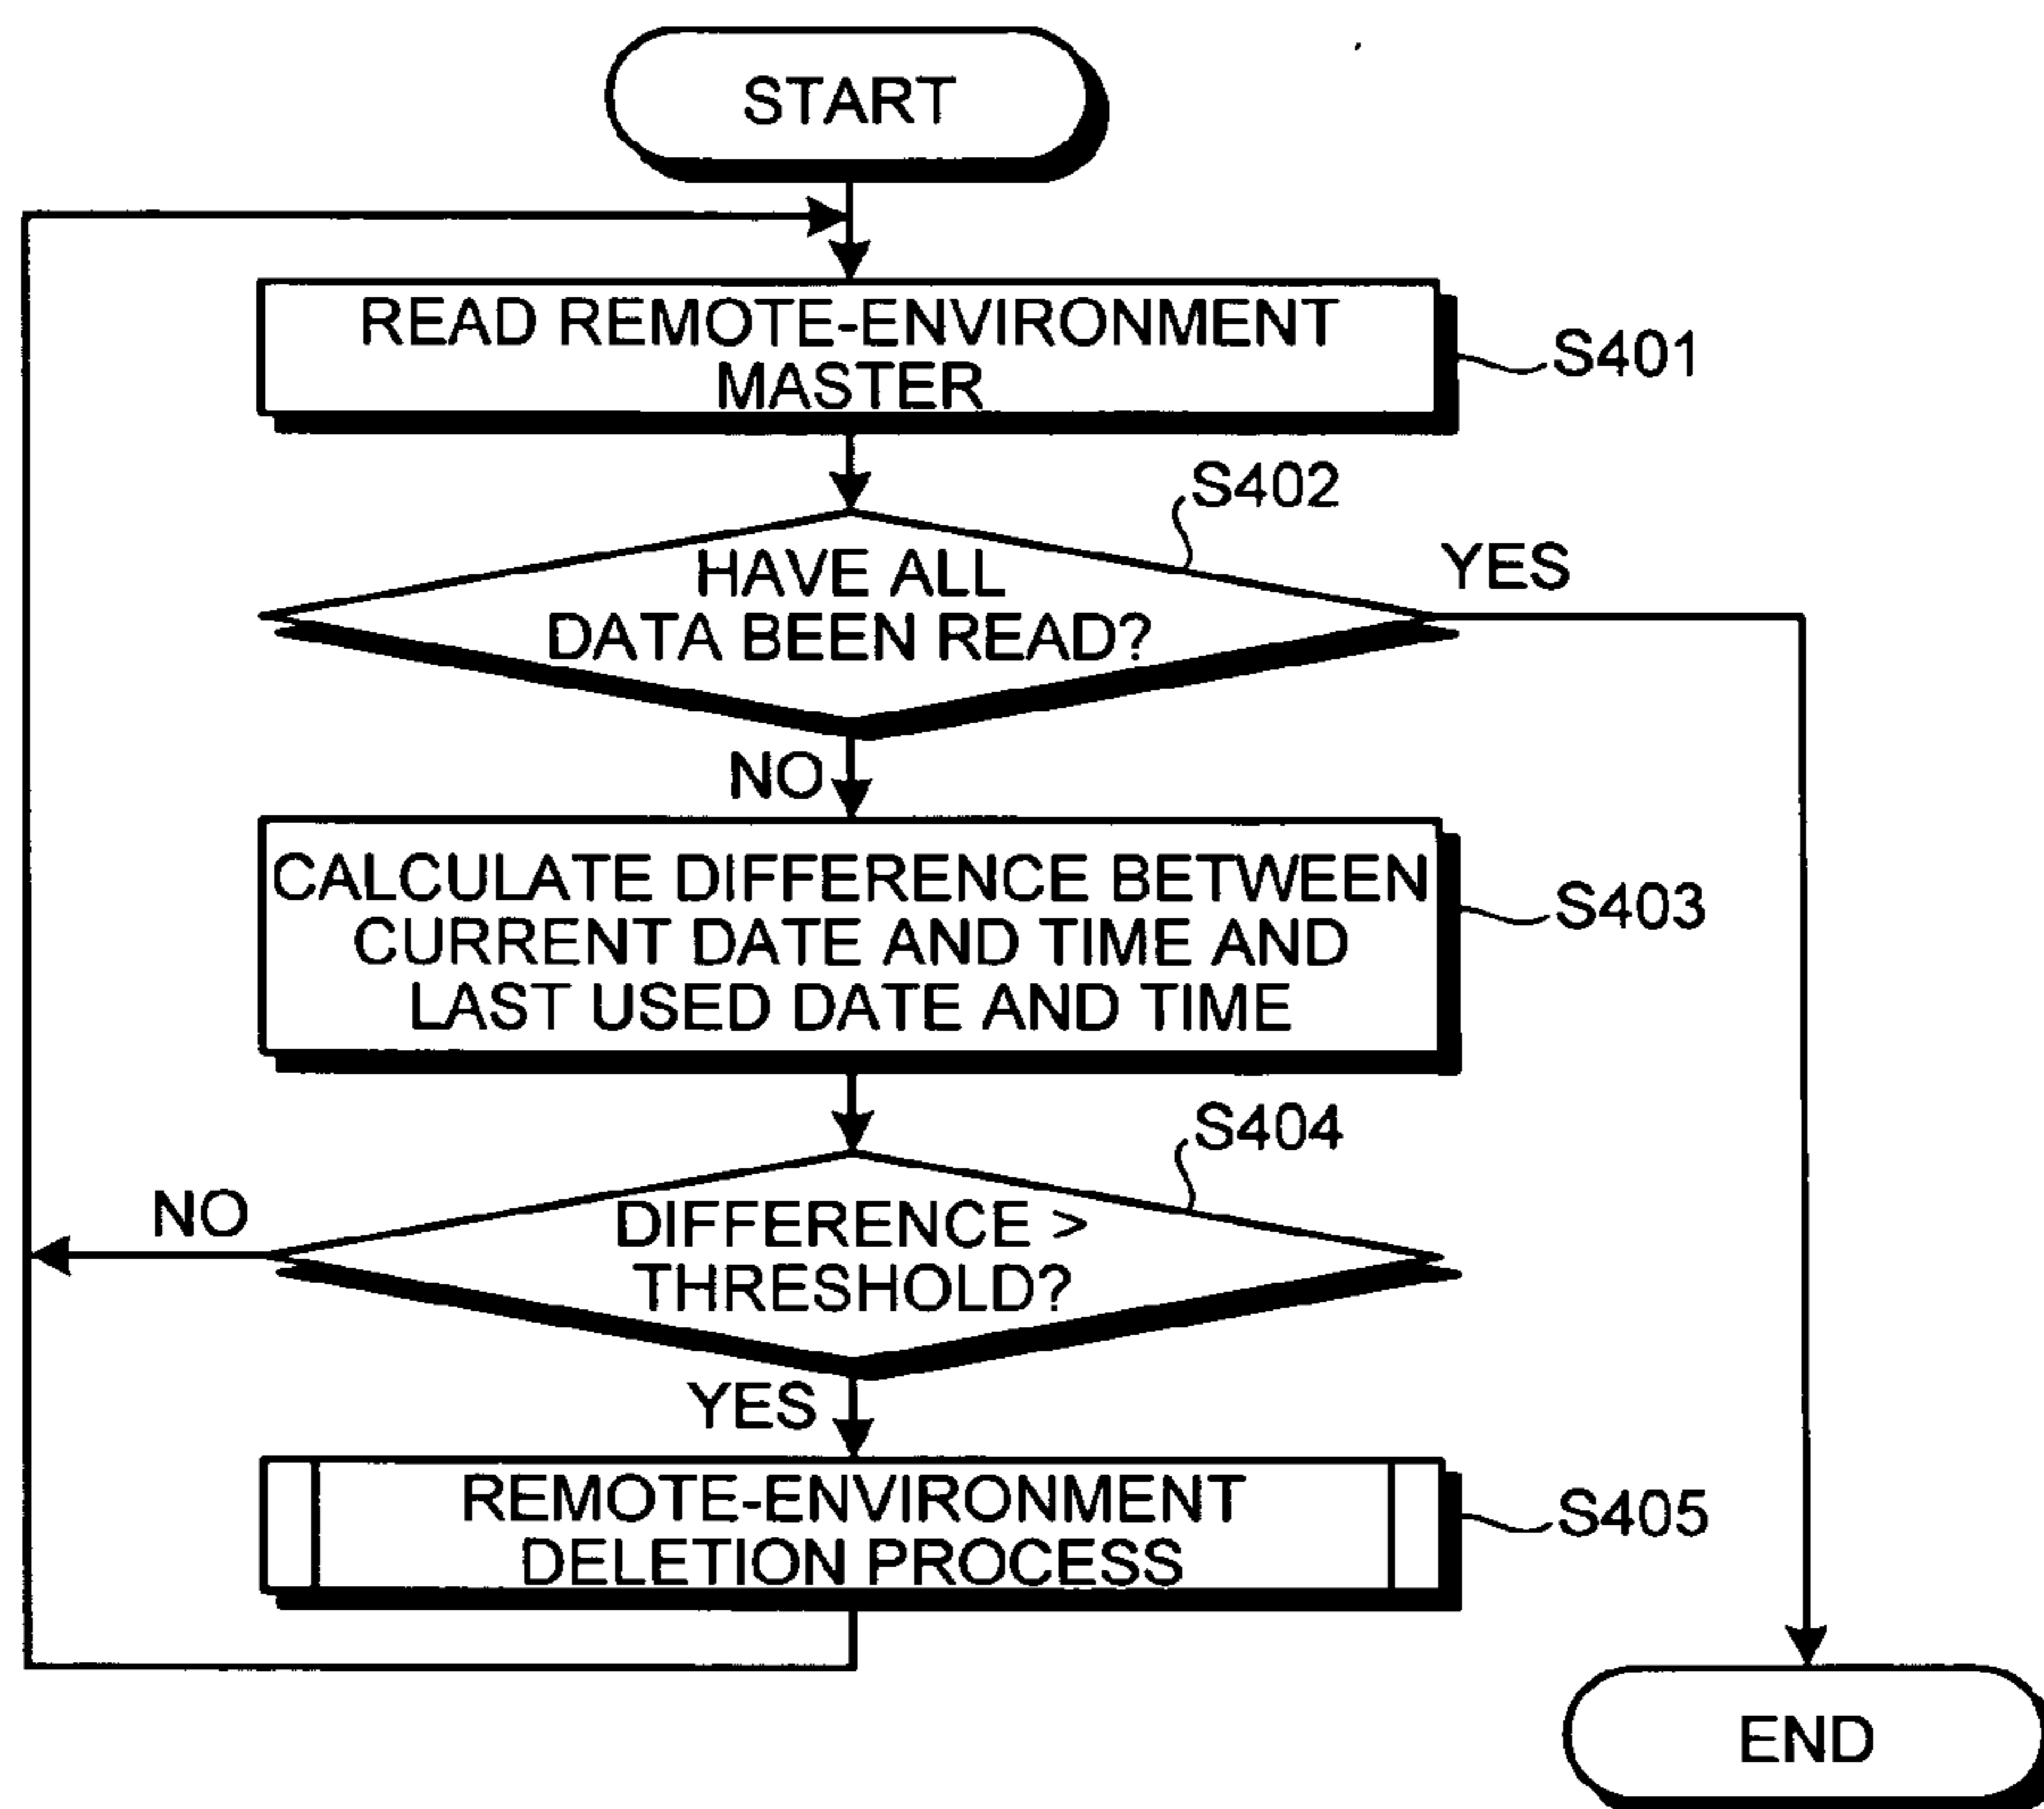 START
READ REMOTE-ENVIRONMENT
MASTER
S401
S402
HAVE ALL
DATA BEEN READ?
YES
NO
CALCULATE DIFFERENCE BETWEEN
CURRENT DATE AND TIME AND
LAST USED DATE AND TIME
S403
S404
NO
DIFFERENCE >
THRESHOLD?
YES
REMOTE-ENVIRONMENT
DELETION PROCESS
S405
END